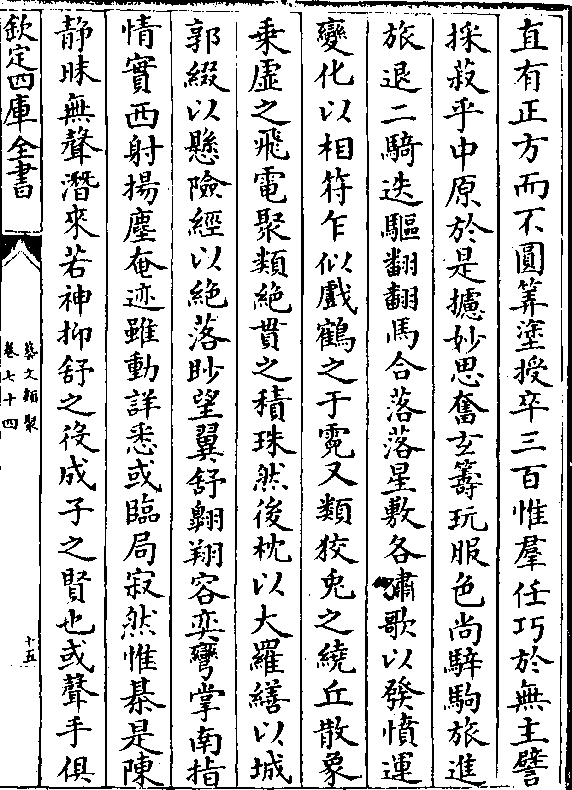 直有正方而不圓筭塗授卒三百惟羣任巧於無主譬
採菽乎中原於是攄妙思奮玄籌玩服色尚騂駒旅進
旅退二騎迭驅翻翻馬合落落星敷各嘯歌以發憤運
變化以相符乍似戲鶴之于霓又類狡兎之繞丘散象
乗虛之飛電聚類絶貫之積珠然後枕以大羅繕以城
郭綴以懸險經以絶落眇望翼舒翺翔容奕彎掌南指
情實西射揚塵奄迹雖動詳悉或臨局寂然惟棊是陳
静昧無聲潛來若神抑舒之役成子之賢也或聲手俱
欽定四庫全書
藝文類聚
卷七十四
十五